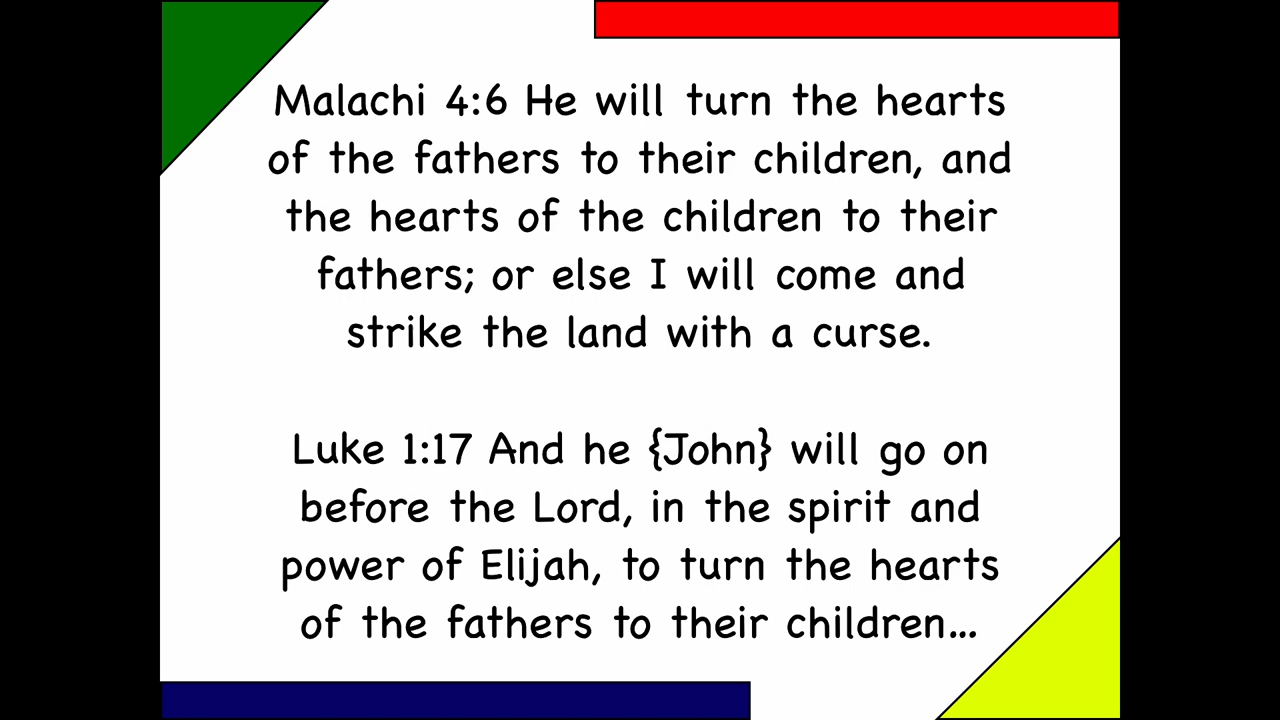 Malachi 4:6 He will turn the hearts
of the fathers to their children, and
the hearts of the children to their
fathers; or else I will come and
strike the land with a curse.
Luke 1:17 And he {John} will go on
before the Lord, in the spirit and
power of Elijah, to turn the hearts
of the fathers to their children...